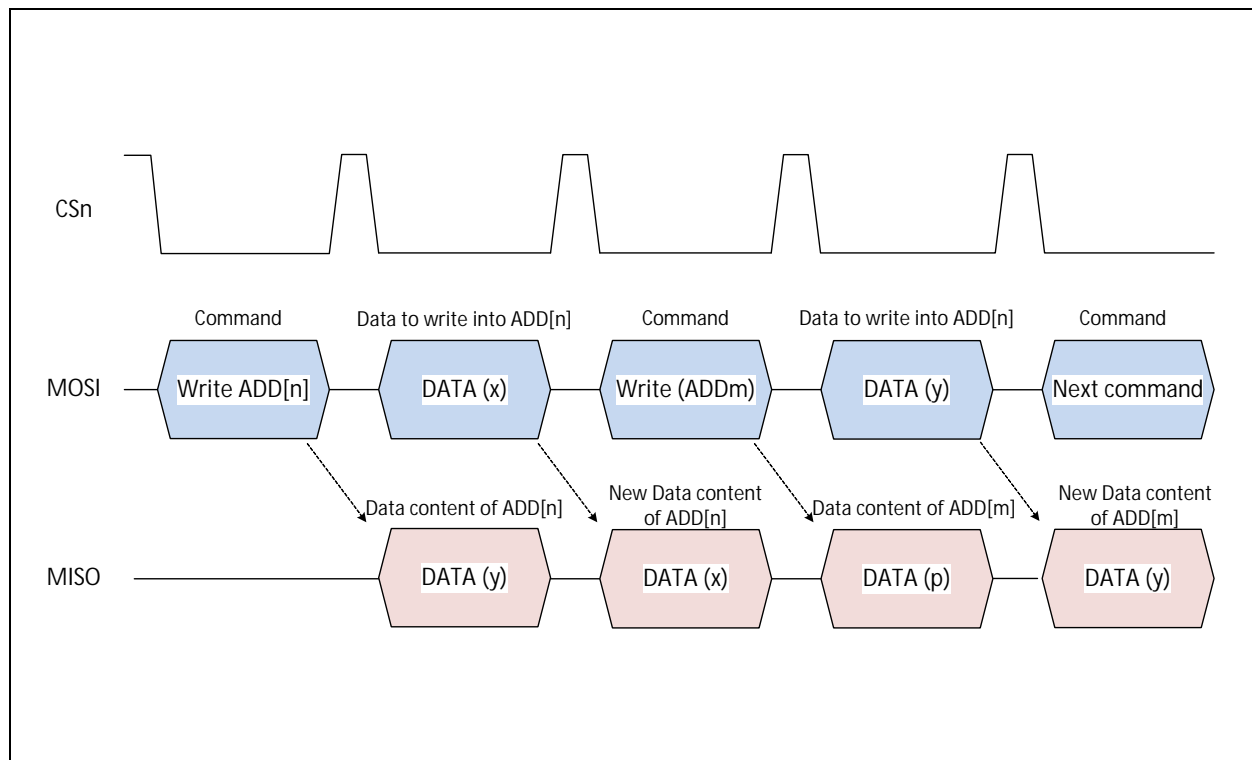 CSn
Command
Data to write into ADD[n]
Command
Data to write into ADD[n]
Command
MOSI
Write ADD[n]
DATA (x)
Write (ADDm)
DATA (y)
Next command
Data content of ADD[n]
New Data content
of ADD[n]
Data content of ADD[m]
New Data content
of ADD[m]
MISO
DATA (y)
DATA (x)
DATA (p)
DATA (y)